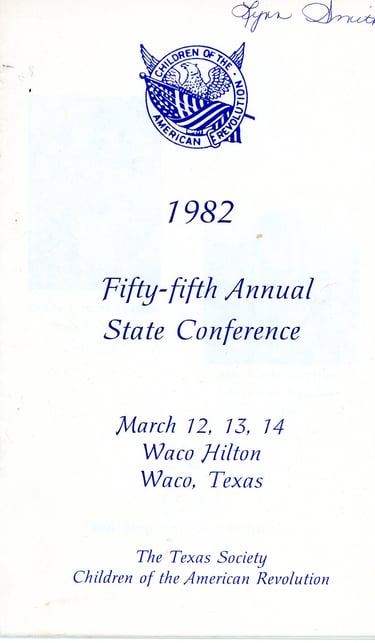 Lynn Smith
CHILDREN OF THE
AMERICAN REVOLUTION
1982
Fifty-fifth Annual
State Conference
March 12, 13, 14
Waco Hilton
Waco, Texas
The Texas Society
Children of the American Revolution